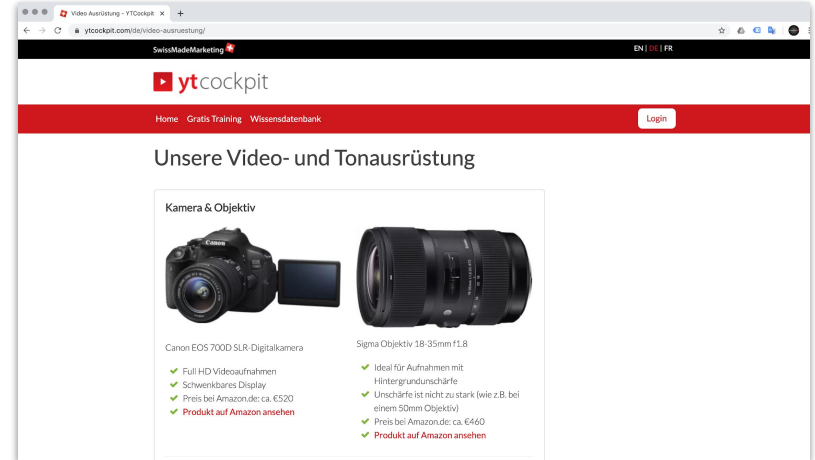 Video Ausrüstung - YTCockpit
ytcockpit.com/de/video-ausruestung/
SwissMadeMarketing
EN | DE | FR
ytcockpit
Home Gratis Training Wissensdatenbank
Login
Unsere Video- und Tonausrüstung
Kamera & Objektiv
Canon
Canon EOS 700D SLR-Digitalkamera
Full HD Videoaufnahmen
Schwenkbares Display
Preis bei Amazon.de: ca. €520
Produkt auf Amazon ansehen
Sigma Objektiv 18-35mm f1.8
Ideal für Aufnahmen mit
Hintergrundunschärfe
Unschärfe ist nicht zu stark (wie z.B. bei
einem 50mm Objektiv)
Preis bei Amazon.de: ca. €460
Produkt auf Amazon ansehen